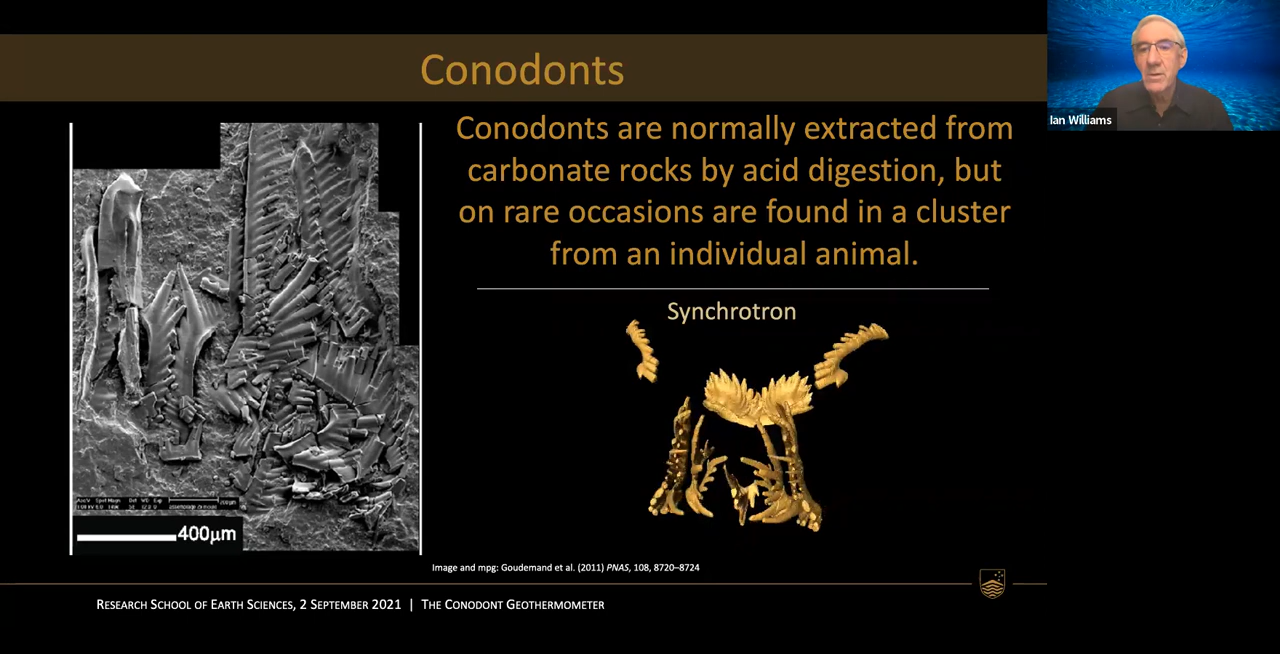 Conodonts
Ian Williams
Conodonts are normally extracted from
carbonate rocks by acid digestion, but
on rare occasions are found in a cluster
from an individual animal.
Synchrotron
400µm
Image and mpg: Goudemand et al. (2011) PNAS, 108, 8720–8724
RESEARCH SCHOOL OF EARTH SCIENCES, 2 SEPTEMBER 2021 | THE CONODONT GEOTHERMOMETER